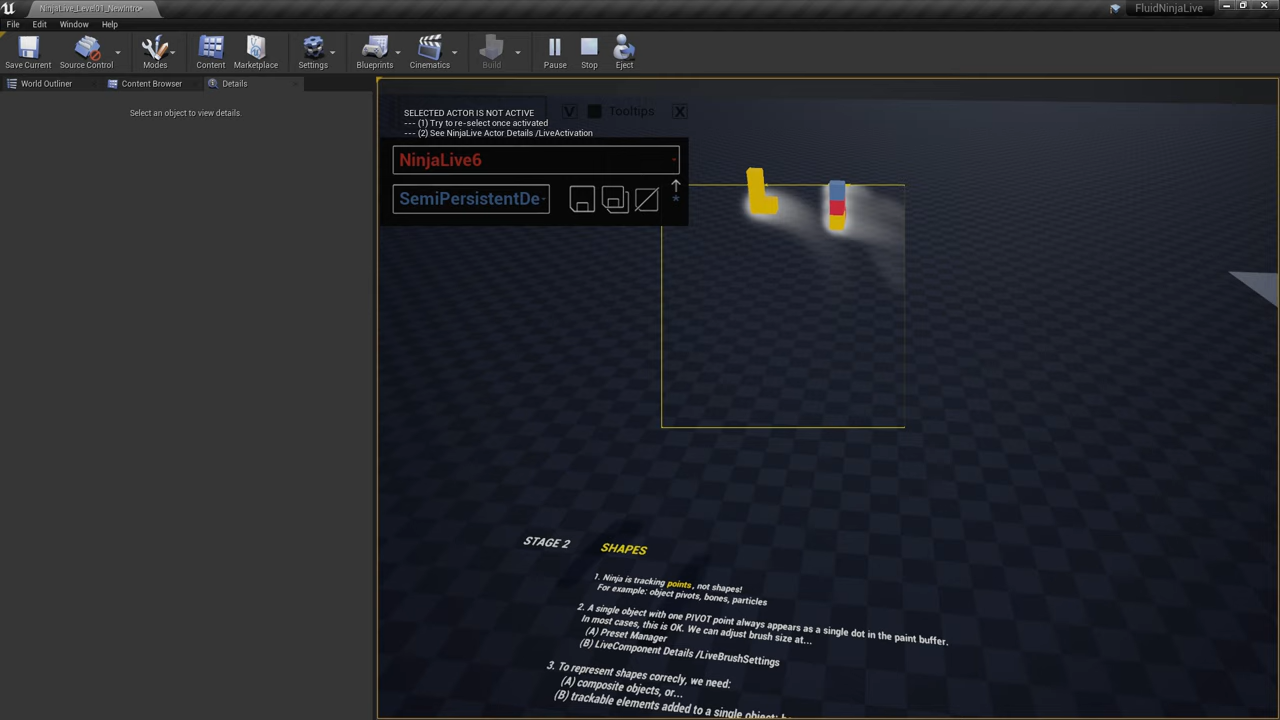 NinjaLive_Level01_NewIntro•
FluidNinjaLive
File Edit Window Help
Save Current Source Control Modes Content Marketplace Settings Blueprints Cinematics Build Pause Stop Eject
World Outliner Content Browser Details
Select an object to view details.
SELECTED ACTOR IS NOT ACTIVE
--- (1) Try to re-select once activated
--- (2) See NinjaLive Actor Details /LiveActivation
V Tooltips X
NinjaLive6
SemiPersistentDe
STAGE 2 SHAPES
1. Ninja is tracking points, not shapes!
For example: object pivots, bones, particles
2. A single object with one PIVOT point always appears as a single dot in the paint buffer.
In most cases, this is OK. We can adjust brush size at...
(A) Preset Manager
(B) LiveComponent Details /LiveBrushSettings
3. To represent shapes correcly, we need:
(A) composite objects, or...
(B) trackable elements added to a single object: